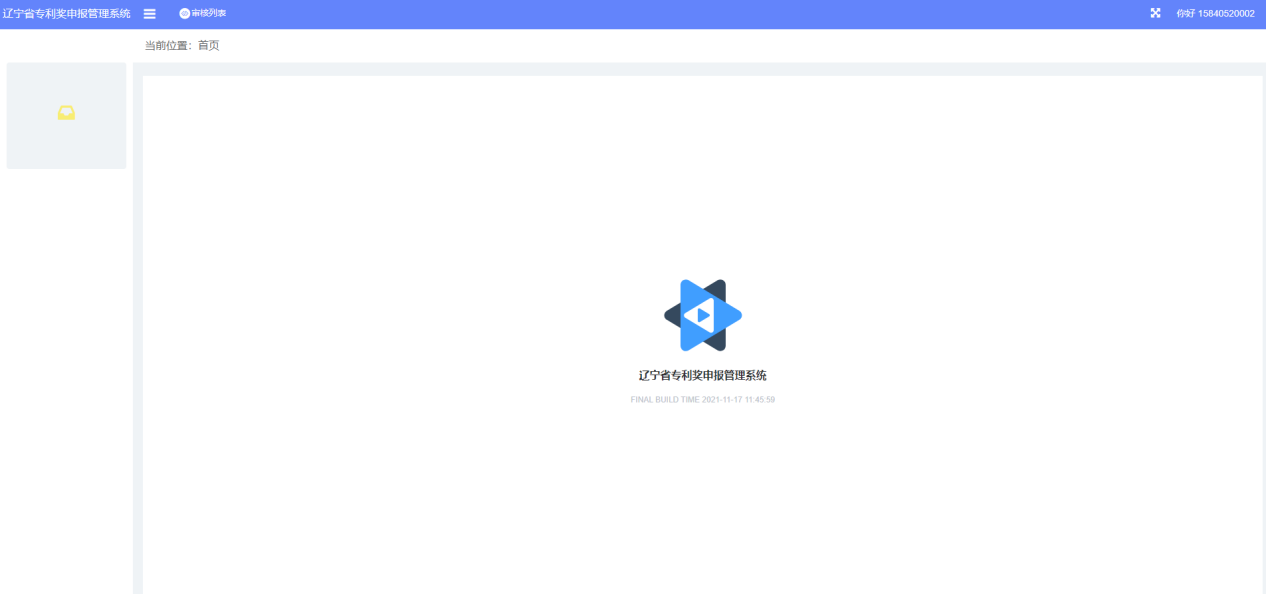 辽宁省专利奖申报管理系统
审核列表
你好 15840520002
当前位置：首页
辽宁省专利奖申报管理系统
FINAL BUILD TIME 2021-11-17 11:45:59